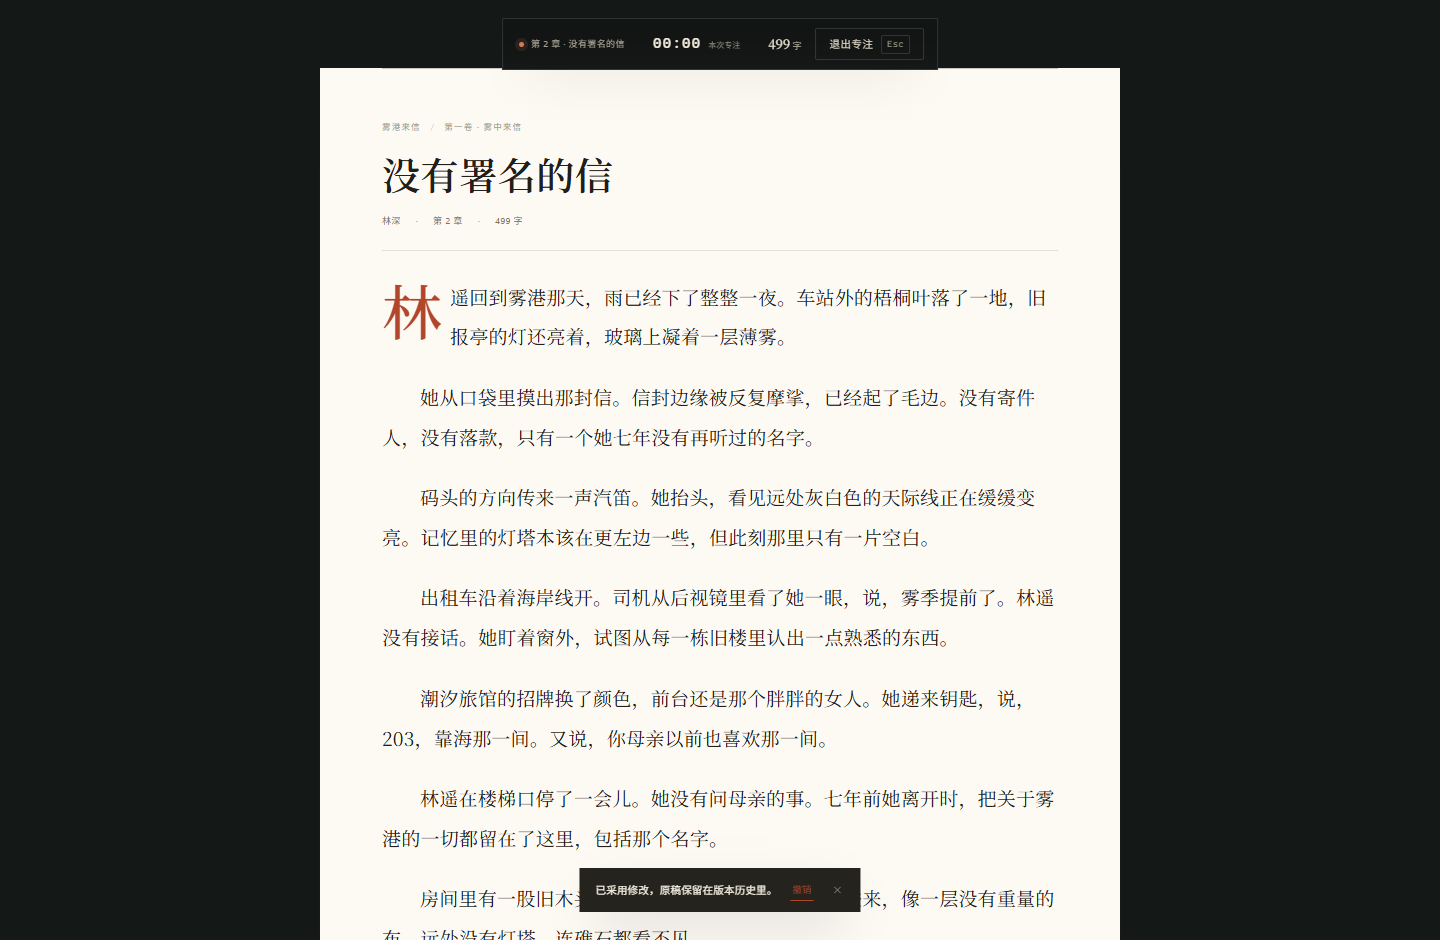 第 2 章 · 没有署名的信 00:00 本次专注 499 字 退出专注 Esc
雾港来信 / 第一卷 · 雾中来信
没有署名的信
林深 · 第 2 章 · 499 字
林遥回到雾港那天，雨已经下了整整一夜。车站外的梧桐叶落了一地，旧
报亭的灯还亮着，玻璃上凝着一层薄雾。
她从口袋里摸出那封信。信封边缘被反复摩挲，已经起了毛边。没有寄件
人，没有落款，只有一个她七年没有再听过的名字。
码头的方向传来一声汽笛。她抬头，看见远处灰白色的天际线正在缓缓变
亮。记忆里的灯塔本该在更左边一些，但此刻那里只有一片空白。
出租车沿着海岸线开。司机从后视镜里看了她一眼，说，雾季提前了。林遥
没有接话。她盯着窗外，试图从每一栋旧楼里认出一点熟悉的东西。
潮汐旅馆的招牌换了颜色，前台还是那个胖胖的女人。她递来钥匙，说，
203，靠海那一间。又说，你母亲以前也喜欢那一间。
林遥在楼梯口停了一会儿。她没有问母亲的事。七年前她离开时，把关于雾
港的一切都留在了这里，包括那个名字。
房间里有一股旧木
来，像一层没有重量的
布。远处没有灯塔，连礁石都看不见
已采用修改，原稿保留在版本历史里。 撤销 ×